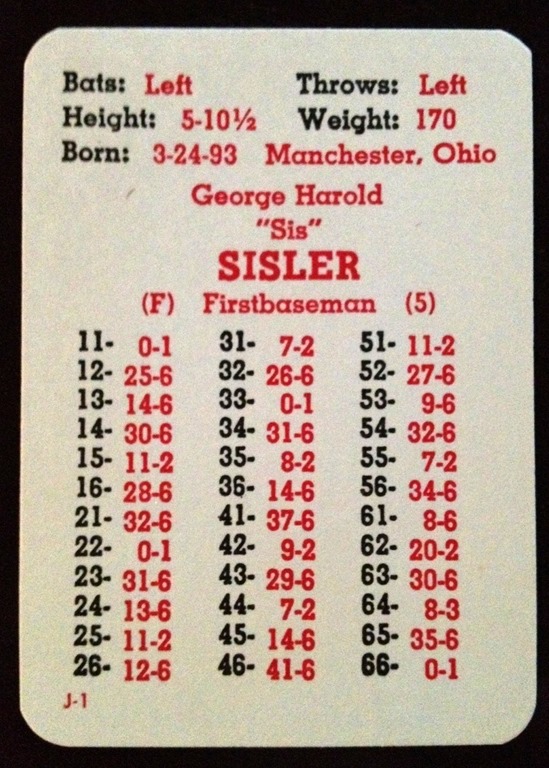 Bats: Left Throws: Left
Height: 5-10½ Weight: 170
Born: 3-24-93 Manchester, Ohio
George Harold
"Sis"
SISLER
(F) Firstbaseman (5)
11- 0-1 31- 7-2 51- 11-2
12- 25-6 32- 26-6 52- 27-6
13- 14-6 33- 0-1 53- 9-6
14- 30-6 34- 31-6 54- 32-6
15- 11-2 35- 8-2 55- 7-2
16- 28-6 36- 14-6 56- 34-6
21- 32-6 41- 37-6 61- 8-6
22- 0-1 42- 9-2 62- 20-2
23- 31-6 43- 29-6 63- 30-6
24- 13-6 44- 7-2 64- 8-3
25- 11-2 45- 14-6 65- 35-6
26- 12-6 46- 41-6 66- 0-1
J-1